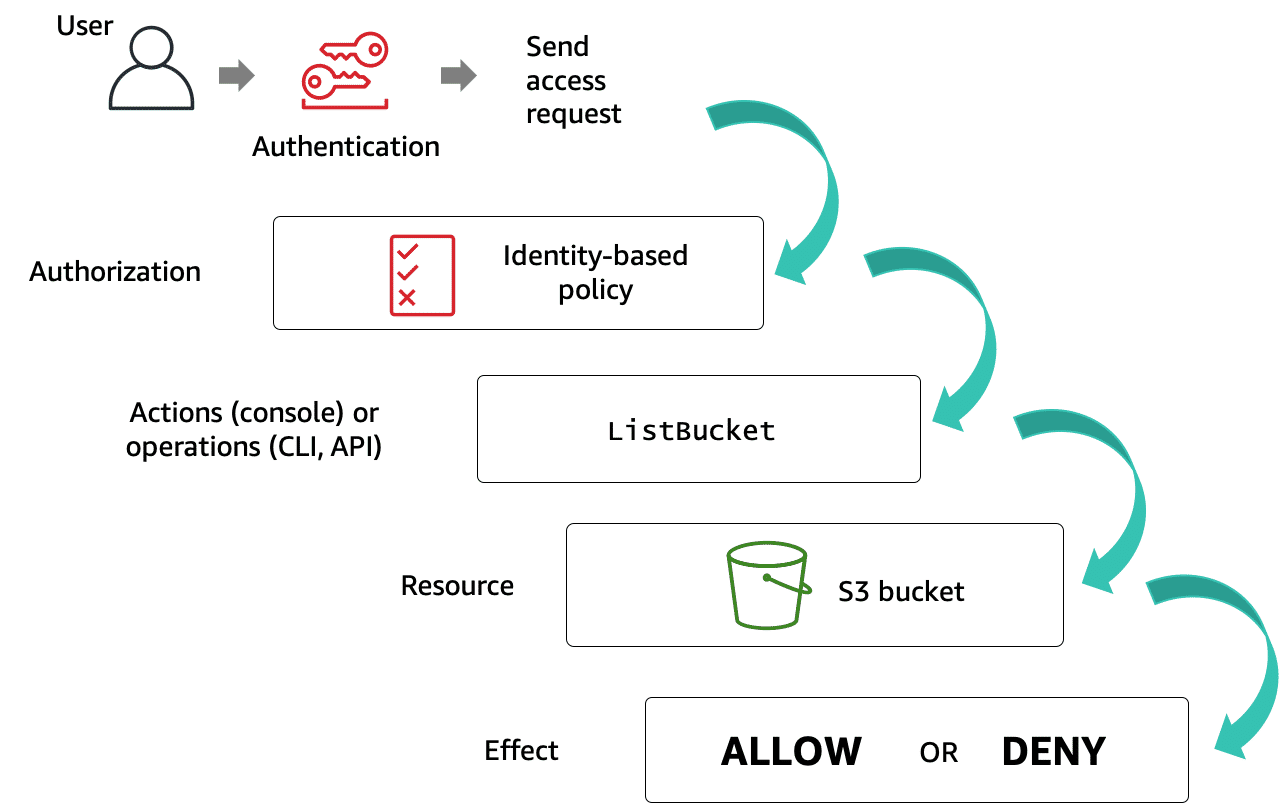 User
Send
access
request
Authentication
Authorization
Identity-based
policy
Actions (console) or
operations (CLI, API)
ListBucket
Resource
S3 bucket
Effect
ALLOW OR DENY